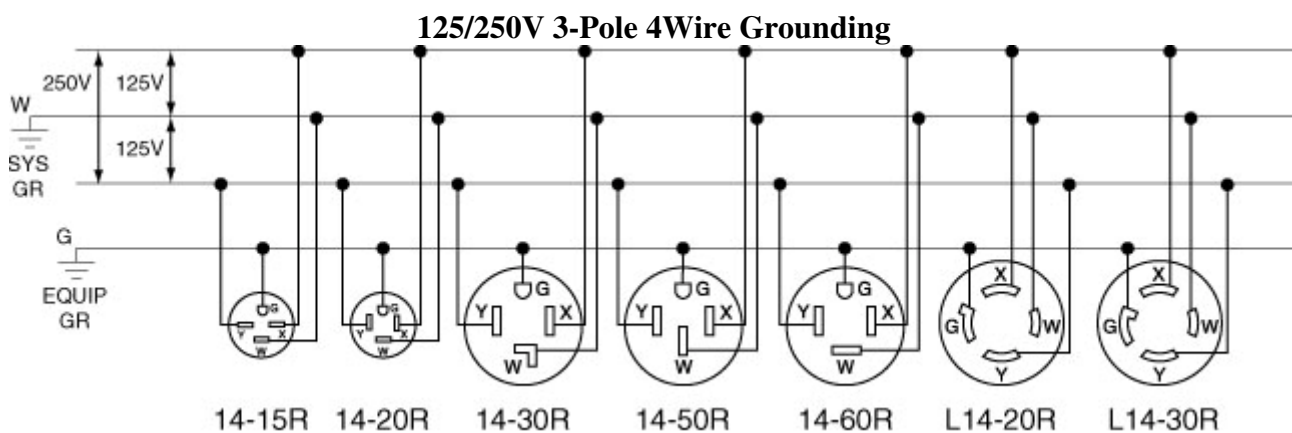 125/250V 3-Pole 4Wire Grounding
250V 125V
W
125V
SYS
GR
G
EQUIP
GR
G Y X W
G Y X W
G Y X W
G Y X W
G Y X W
X G W Y
X G W Y
14-15R 14-20R 14-30R 14-50R 14-60R L14-20R L14-30R